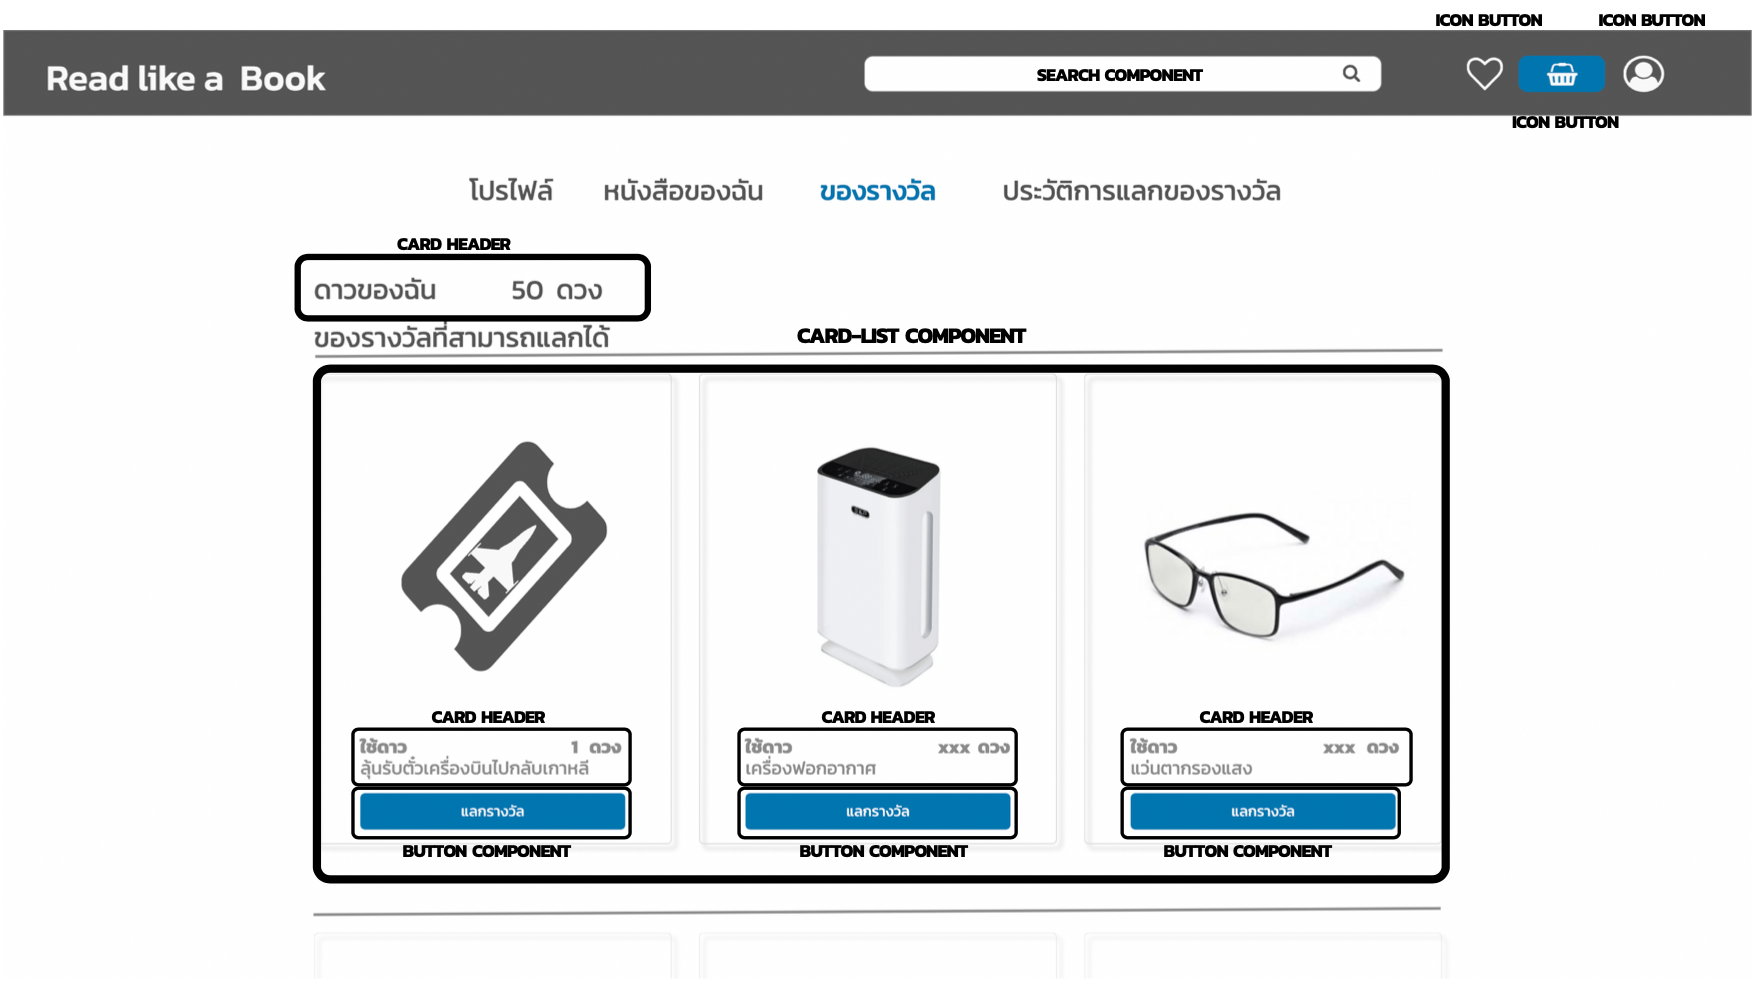 ICON BUTTON ICON BUTTON
Read like a Book SEARCH COMPONENT
ICON BUTTON
โปรไฟล์ หนังสือของฉัน ของรางวัล ประวัติการแลกของรางวัล
CARD HEADER
ดาวของฉัน 50 ดวง
ของรางวัลที่สามารถแลกได้ CARD-LIST COMPONENT
CARD HEADER CARD HEADER CARD HEADER
ใช้ดาว 1 ดวง ใช้ดาว xxx ดวง ใช้ดาว xxx ดวง
ลุ้นรับตั๋วเครื่องบินไปกลับเกาหลี เครื่องฟอกอากาศ แว่นตากรองแสง
แลกรางวัล แลกรางวัล แลกรางวัล
BUTTON COMPONENT BUTTON COMPONENT BUTTON COMPONENT